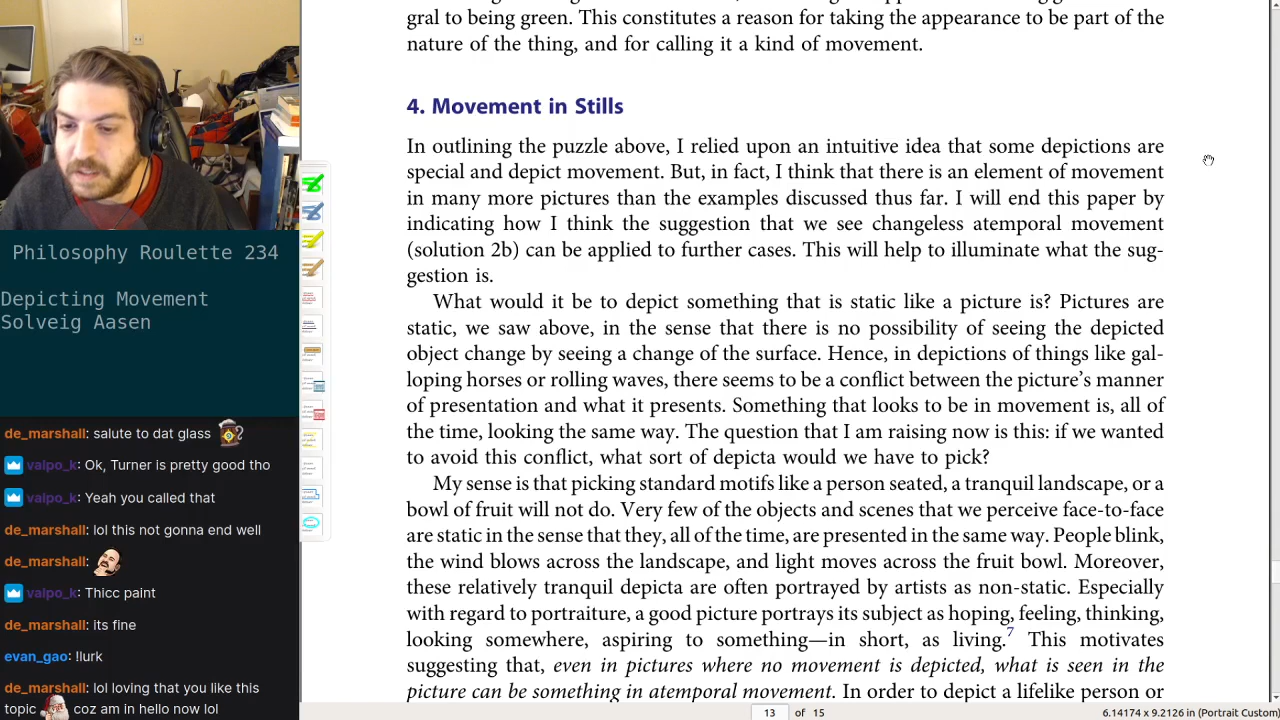 gral to being green. This constitutes a reason for taking the appearance to be part of the
nature of the thing, and for calling it a kind of movement.
4. Movement in Stills
In outlining the puzzle above, I relied upon an intuitive idea that some depictions are
special and depict movement. But, in fact, I think that there is an element of movement
in many more pictures than the examples discussed thus far. I will end this paper by
indicating how I think the suggestion that we see changeless atemporal movement
(solution 2b) can be applied to further cases. This will help to illuminate what the sug-
gestion is.
What would it be to depict something that is static like a picture is? Pictures are
static, we saw above, in the sense that there is no possibility of seeing the depicted
object change by seeing a change of the surface. Hence, in depictions of things like gal-
loping horses or rolling waves, there seems to be a conflict between the picture's manner
of presentation and what it presents. Something that looks to be in movement is, all of
the time, looking the same way. The question that I am raising now is this: if we wanted
to avoid this conflict, what sort of depicta would we have to pick?
My sense is that picking standard motifs like a person seated, a tranquil landscape, or a
bowl of fruit will not do. Very few of the objects and scenes that we perceive face-to-face
are static in the sense that they, all of the time, are presented in the same way. People blink,
the wind blows across the landscape, and light moves across the fruit bowl. Moreover,
these relatively tranquil depicta are often portrayed by artists as non-static. Especially
with regard to portraiture, a good picture portrays its subject as hoping, feeling, thinking,
looking somewhere, aspiring to something—in short, as living.7 This motivates
suggesting that, even in pictures where no movement is depicted, what is seen in the
picture can be something in atemporal movement. In order to depict a lifelike person or
13 of 15
6.14174 x 9.2126 in (Portrait Custom)
Philosophy Roulette 234
Depicting Movement
Solveig Aasen
de_marshall: salute to dat glass
valpo_k: Ok, Turner is pretty good tho
valpo_k: Yeah you called that
de_marshall: lol this not gonna end well
de_marshall:
valpo_k: Thicc paint
de_marshall: its fine
evan_gao: !lurk
de_marshall: lol loving that you like this
topic coz am in hello now lol